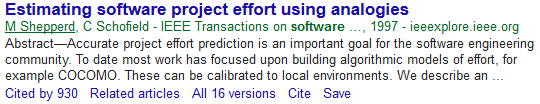 Estimating software project effort using analogies
M Shepperd, C Schofield - IEEE Transactions on software ..., 1997 - ieeexplore.ieee.org
Abstract—Accurate project effort prediction is an important goal for the software engineering
community. To date most work has focused upon building algorithmic models of effort, for
example COCOMO. These can be calibrated to local environments. We describe an ...
Cited by 930 Related articles All 16 versions Cite Save